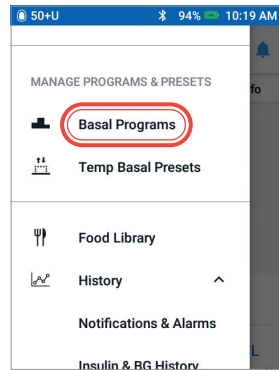 50+U 94% 10:19 AM
MANAGE PROGRAMS & PRESETS
fo
Basal Programs
Temp Basal Presets
Food Library
History
Notifications & Alarms
L
Insulin & BG History